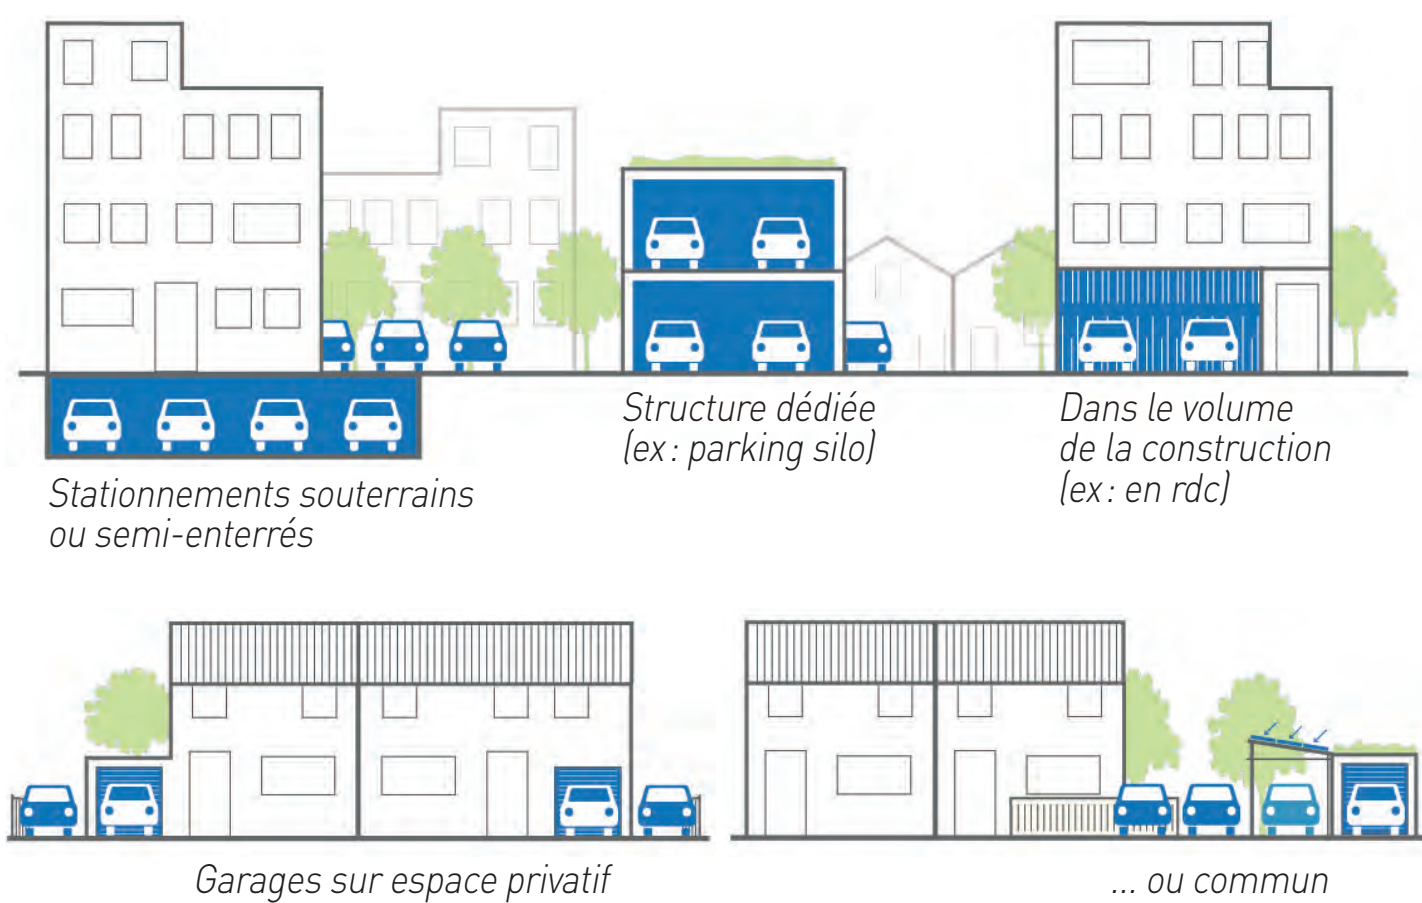 Structure dédiée
(ex : parking silo)
Dans le volume
de la construction
(ex : en rdc)
Stationnements souterrains
ou semi-enterrés
Garages sur espace privatif
... ou commun